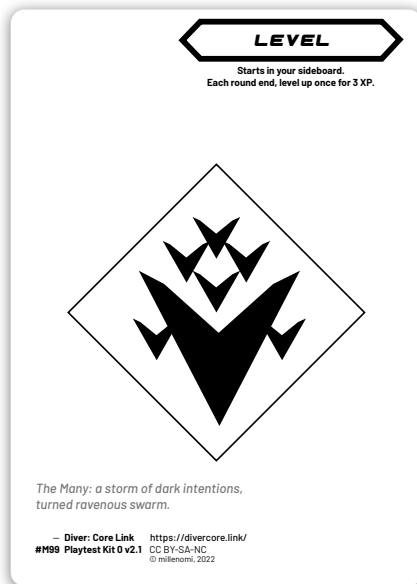 LEVEL
Starts in your sideboard.
Each round end, level up once for 3 XP.
The Many: a storm of dark intentions,
turned ravenous swarm.
— Diver: Core Link https://divercore.link/
#M99 Playtest Kit 0 v2.1 CC BY-SA-NC
© millenomi, 2022